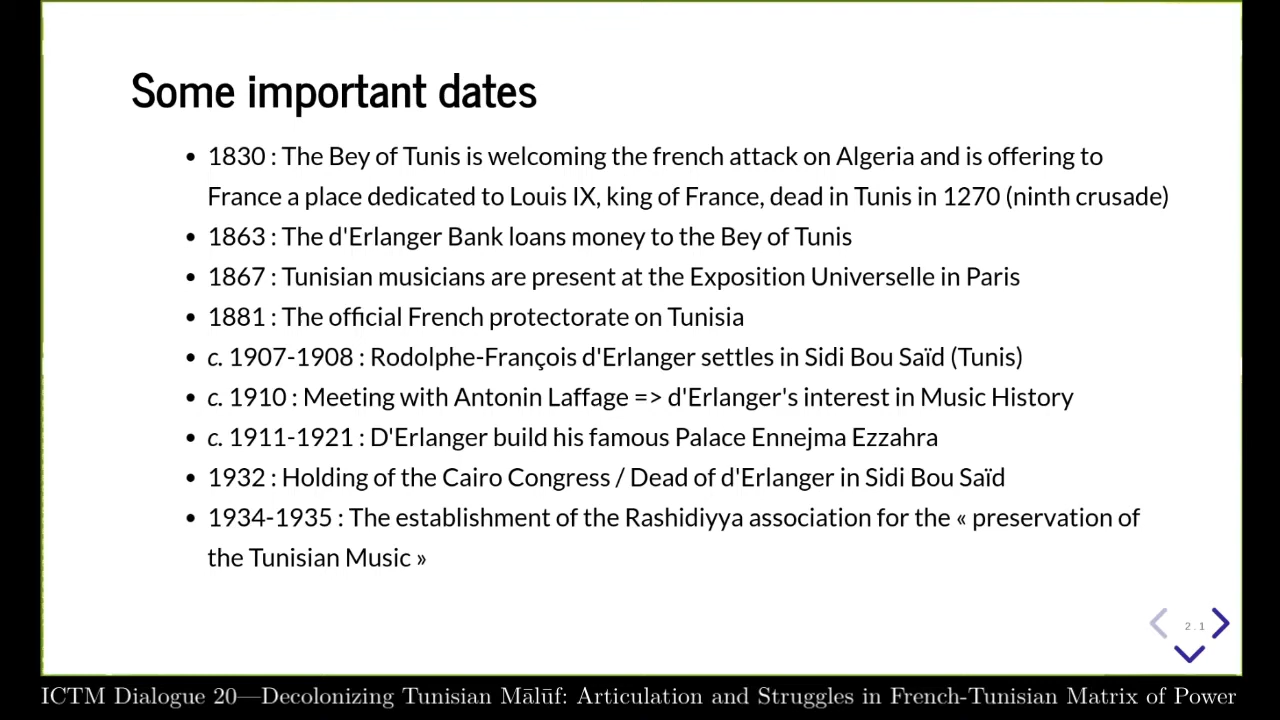 Some important dates
• 1830 : The Bey of Tunis is welcoming the french attack on Algeria and is offering to
France a place dedicated to Louis IX, king of France, dead in Tunis in 1270 (ninth crusade)
• 1863 : The d'Erlanger Bank loans money to the Bey of Tunis
• 1867 : Tunisian musicians are present at the Exposition Universelle in Paris
• 1881 : The official French protectorate on Tunisia
• c. 1907-1908 : Rodolphe-François d'Erlanger settles in Sidi Bou Saïd (Tunis)
• c. 1910 : Meeting with Antonin Laffage => d'Erlanger's interest in Music History
• c. 1911-1921 : D'Erlanger build his famous Palace Ennejma Ezzahra
• 1932 : Holding of the Cairo Congress / Dead of d'Erlanger in Sidi Bou Saïd
• 1934-1935 : The establishment of the Rashidiyya association for the « preservation of
the Tunisian Music »
2.1
ICTM Dialogue 20—Decolonizing Tunisian Mālūf: Articulation and Struggles in French-Tunisian Matrix of Power